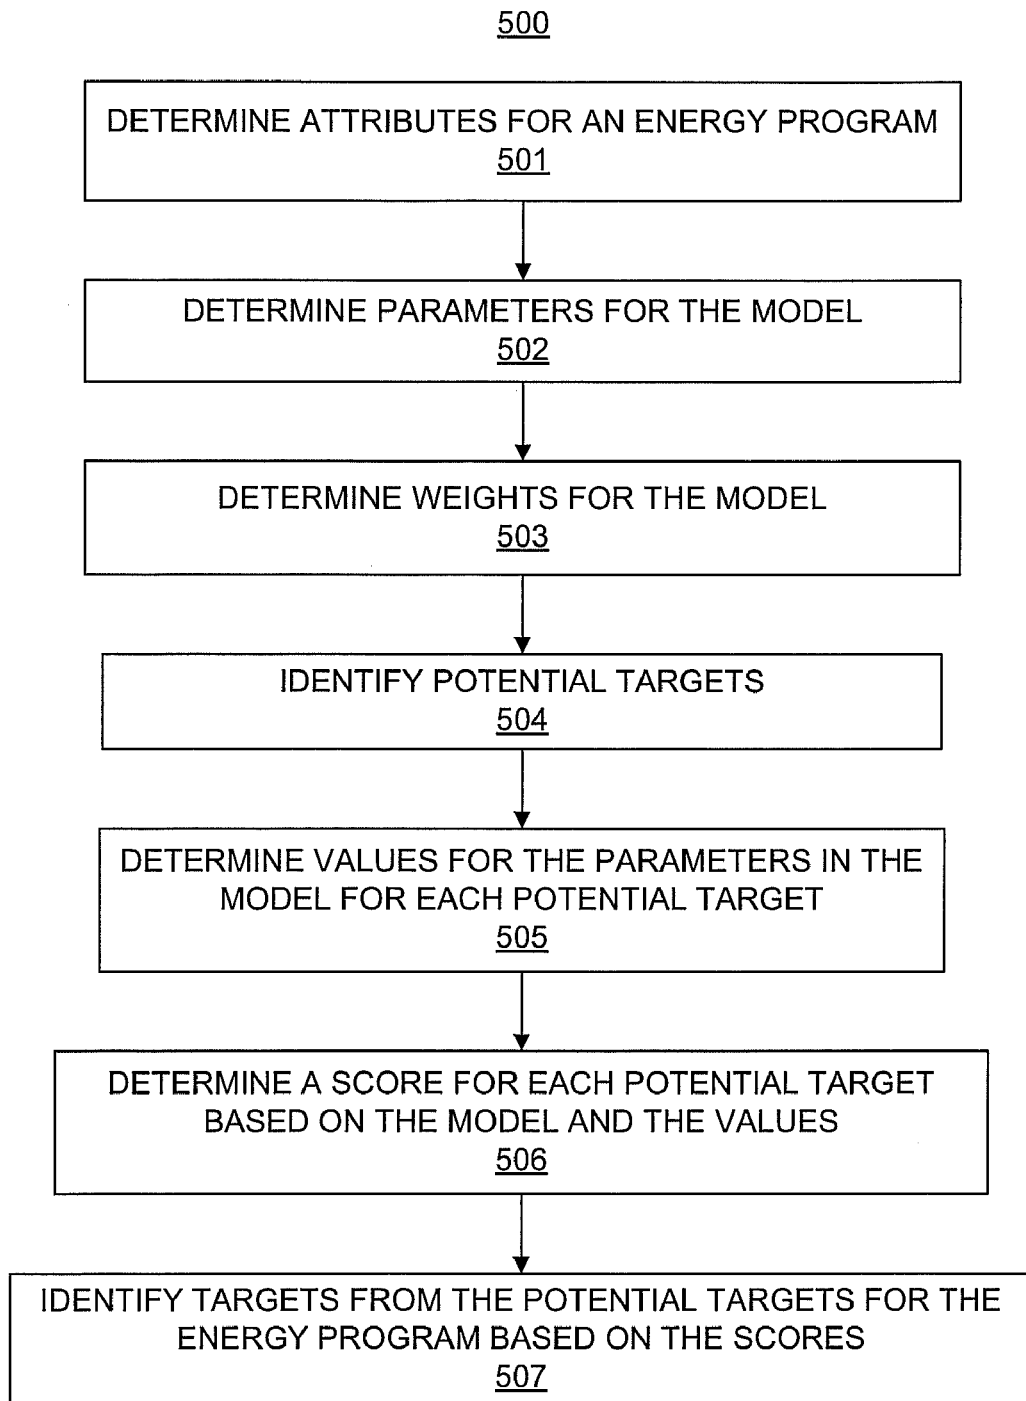 500
DETERMINE ATTRIBUTES FOR AN ENERGY PROGRAM
501
DETERMINE PARAMETERS FOR THE MODEL
502
DETERMINE WEIGHTS FOR THE MODEL
503
IDENTIFY POTENTIAL TARGETS
504
DETERMINE VALUES FOR THE PARAMETERS IN THE
MODEL FOR EACH POTENTIAL TARGET
505
DETERMINE A SCORE FOR EACH POTENTIAL TARGET
BASED ON THE MODEL AND THE VALUES
506
IDENTIFY TARGETS FROM THE POTENTIAL TARGETS FOR THE
ENERGY PROGRAM BASED ON THE SCORES
507